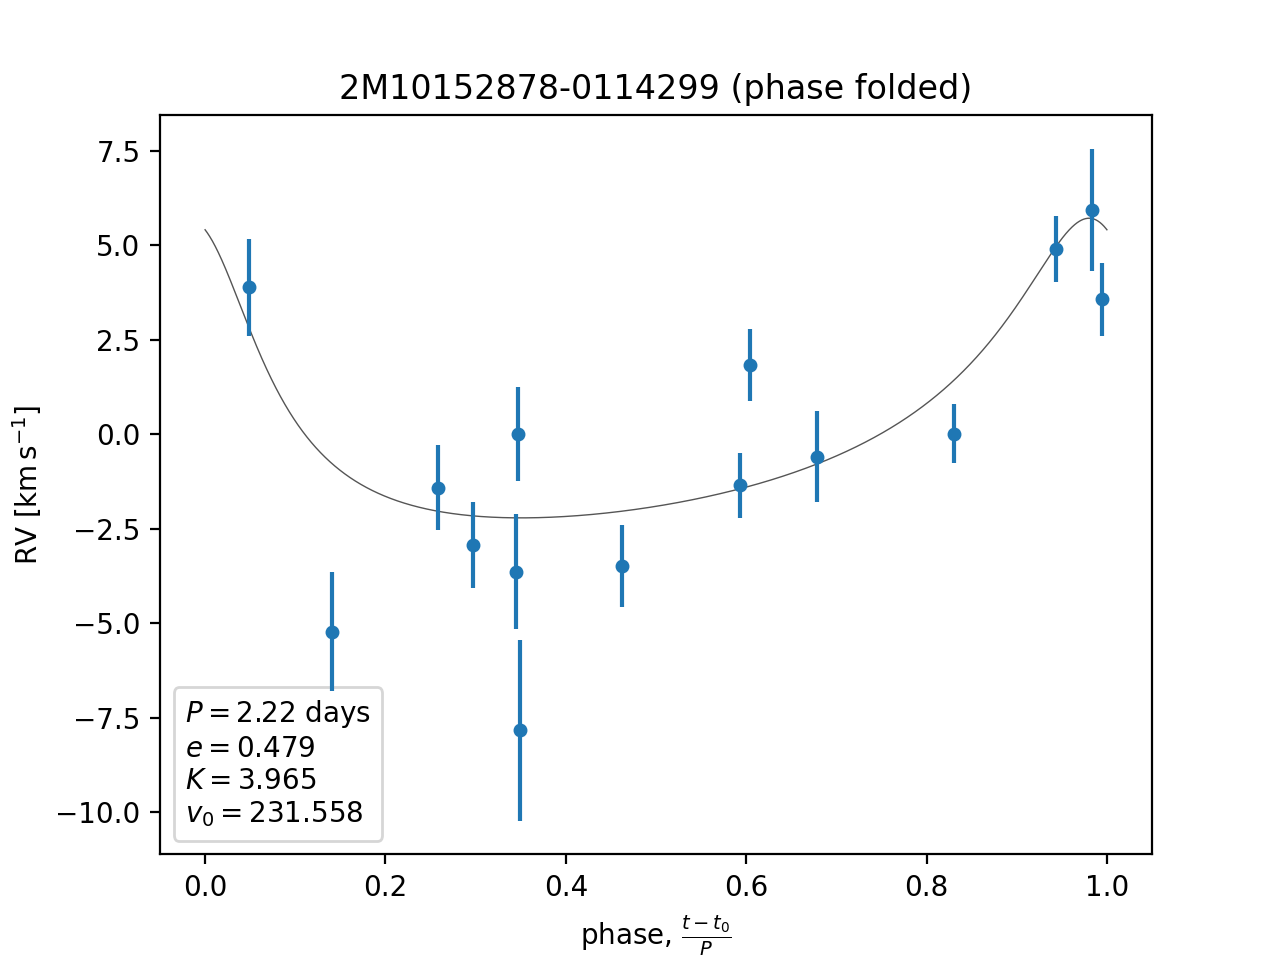 2M10152878-0114299 (phase folded)
7.5
5.0
2.5
0.0
−2.5
−5.0
−7.5
−10.0
RV [km s⁻¹]
P = 2.22 days
e = 0.479
K = 3.965
v₀ = 231.558
0.0 0.2 0.4 0.6 0.8 1.0
phase, (t − t₀)/P